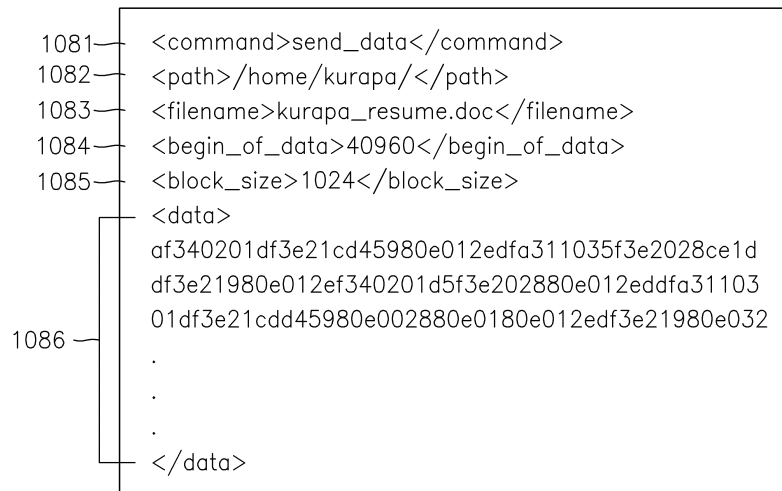 1081 <command>send_data</command>
1082 <path>/home/kurapa/</path>
1083 <filename>kurapa_resume.doc</filename>
1084 <begin_of_data>40960</begin_of_data>
1085 <block_size>1024</block_size>
<data>
af340201df3e21cd45980e012edfa311035f3e2028ce1d
df3e21980e012ef340201d5f3e202880e012eddfa31103
01df3e21cdd45980e002880e0180e012edf3e21980e032
1086
.
.
.
</data>